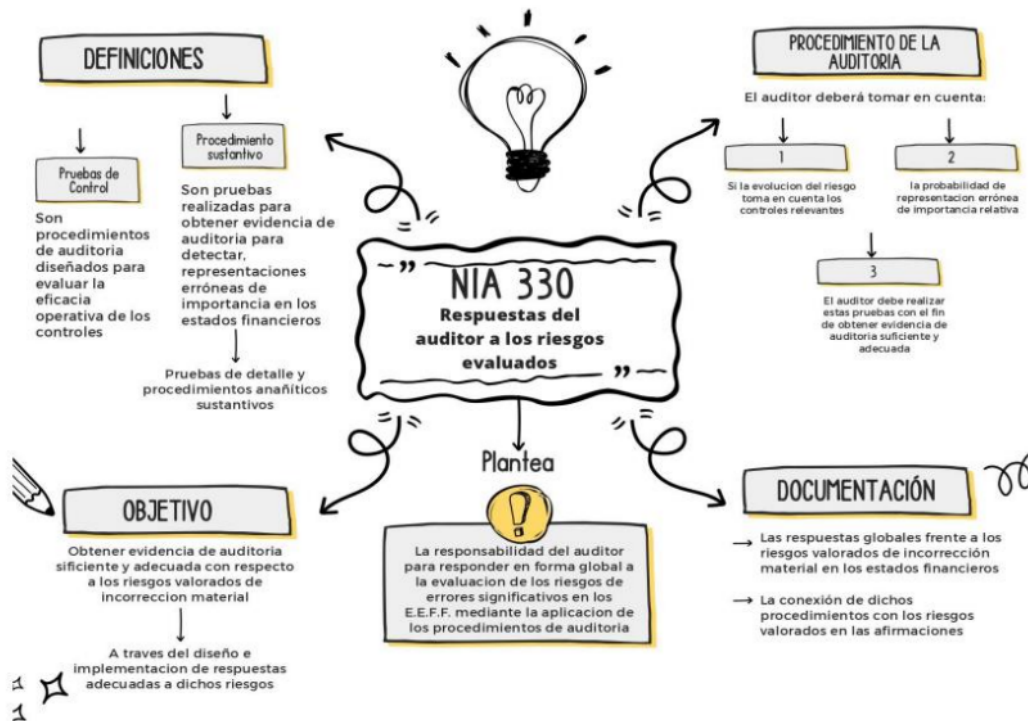 DEFINICIONES
Pruebas de
Control
Son
procedimientos
de auditoria
diseñados para
evaluar la
eficacia
operativa de los
controles
Procedimiento
sustantivo
Son pruebas
realizadas para
obtener evidencia de
auditoria para
detectar,
representaciones
erróneas de
importancia en los
estados financieros
Pruebas de detalle y
procedimientos anañíticos
sustantivos
PROCEDIMIENTO DE LA
AUDITORIA
El auditor deberá tomar en cuenta:
1
Si la evolucion del riesgo
toma en cuenta los
controles relevantes
2
la probabilidad de
representacion errónea
de importancia relativa
3
El auditor debe realizar
estas pruebas con el fin
de obtener evidencia de
auditoria suficiente y
adecuada
NIA 330
Respuestas del
auditor a los riesgos
evaluados
Plantea
La responsabilidad del auditor
para responder en forma global a
la evaluacion de los riesgos de
errores significativos en los
E.E.F.F. mediante la aplicacion de
los procedimientos de auditoria
OBJETIVO
Obtener evidencia de auditoria
sificiente y adecuada con respecto
a los riesgos valorados de
incorreccion material
A traves del diseño e
implementacion de respuestas
adecuadas a dichos riesgos
DOCUMENTACIÓN
Las respuestas globales frente a los
riesgos valorados de incorrección
material en los estados financieros
La conexión de dichos
procedimientos con los riesgos
valorados en las afirmaciones